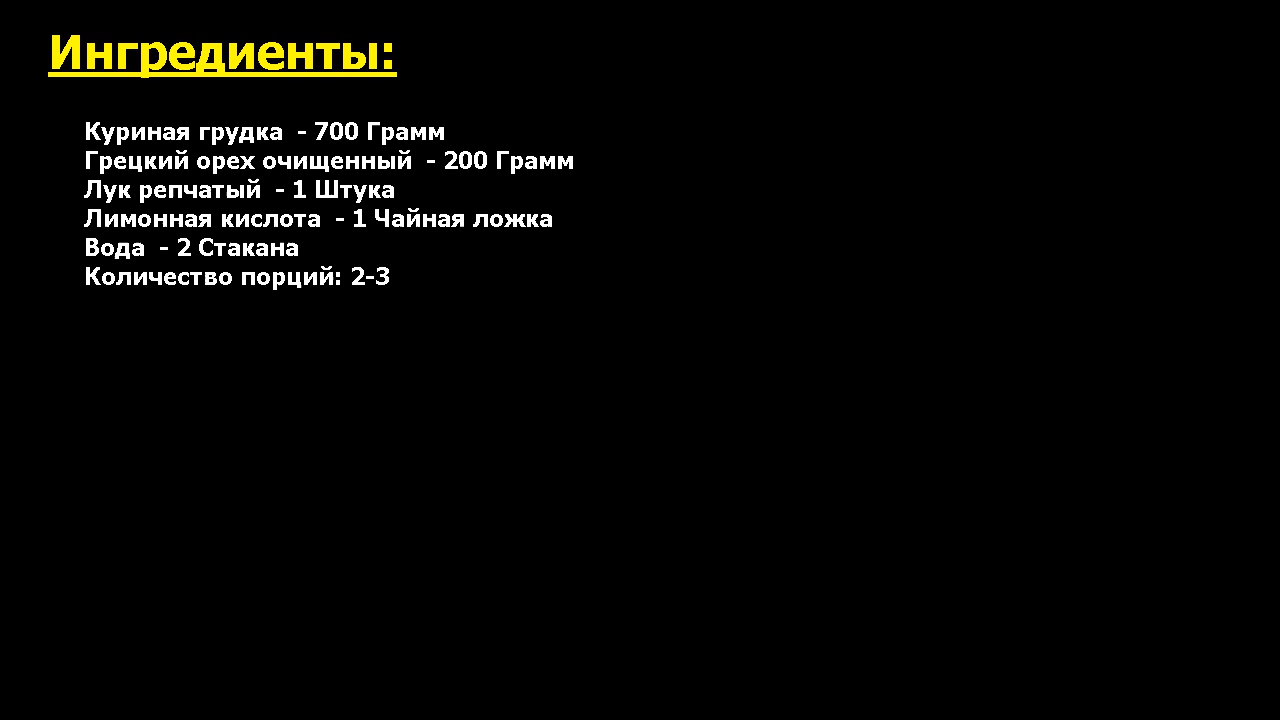 Ингредиенты:
Куриная грудка  - 700 Грамм
Грецкий орех очищенный  - 200 Грамм
Лук репчатый  - 1 Штука
Лимонная кислота  - 1 Чайная ложка
Вода  - 2 Стакана
Количество порций: 2-3